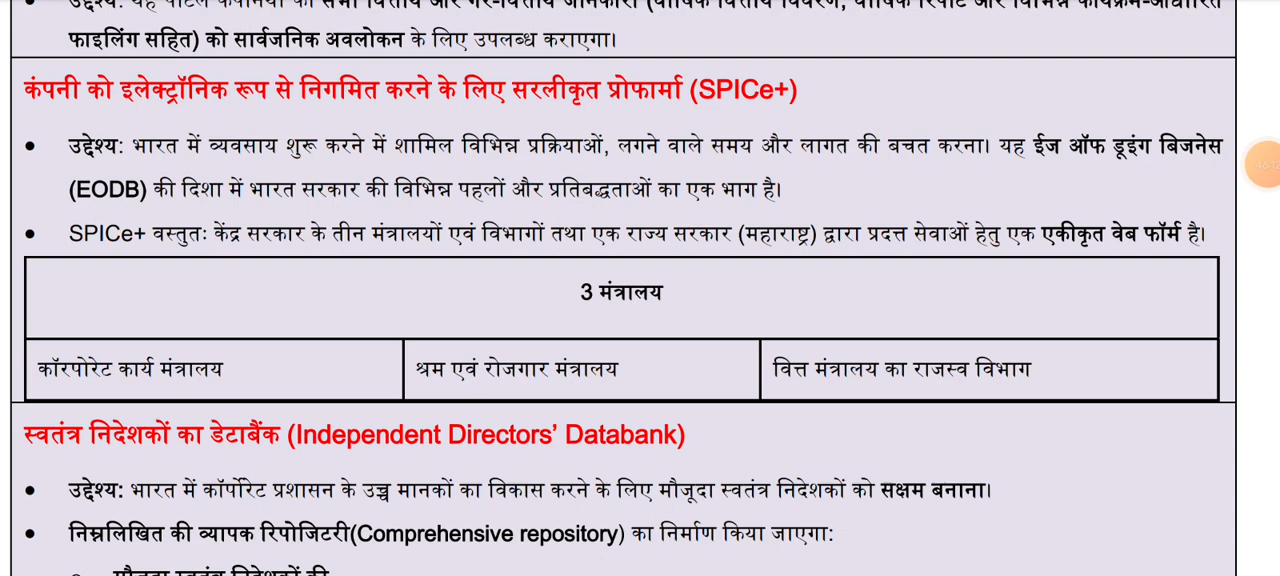 फाइलिंग सहित) को सार्वजनिक अवलोकन के लिए उपलब्ध कराएगा।
कंपनी को इलेक्ट्रॉनिक रूप से निगमित करने के लिए सरलीकृत प्रोफार्मा (SPICe+)
• उद्देश्य: भारत में व्यवसाय शुरू करने में शामिल विभिन्न प्रक्रियाओं, लगने वाले समय और लागत की बचत करना। यह ईज ऑफ डूइंग बिजनेस
(EODB) की दिशा में भारत सरकार की विभिन्न पहलों और प्रतिबद्धताओं का एक भाग है।
• SPICe+ वस्तुतः केंद्र सरकार के तीन मंत्रालयों एवं विभागों तथा एक राज्य सरकार (महाराष्ट्र) द्वारा प्रदत्त सेवाओं हेतु एक एकीकृत वेब फॉर्म है।
3 मंत्रालय
कॉरपोरेट कार्य मंत्रालय
श्रम एवं रोजगार मंत्रालय
वित्त मंत्रालय का राजस्व विभाग
स्वतंत्र निदेशकों का डेटाबैंक (Independent Directors’ Databank)
• उद्देश्य: भारत में कॉर्पोरेट प्रशासन के उच्च मानकों का विकास करने के लिए मौजूदा स्वतंत्र निदेशकों को सक्षम बनाना।
• निम्नलिखित की व्यापक रिपोजिटरी(Comprehensive repository) का निर्माण किया जाएगा: